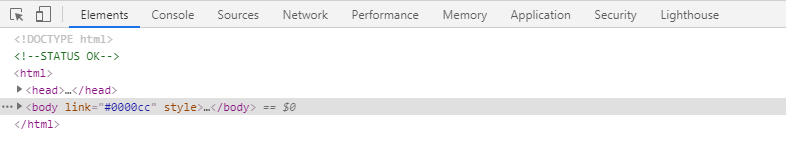 Elements Console Sources Network Performance Memory Application Security Lighthouse
<!DOCTYPE html>
<!--STATUS OK-->
<html>
<head>…</head>
<body link="#0000cc" style>…</body> == $0
</html>